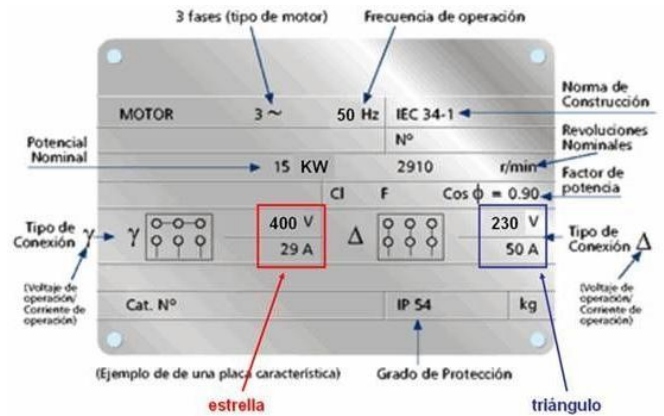 3 fases (tipo de motor)
Frecuencia de operación
Norma de
Construcción
MOTOR
3 ~
50 Hz
IEC 34-1
Nº
Potencial
Nominal
15 KW
2910
r/min
Revoluciones
Nominales
Cl
F
Cos ϕ = 0.90
Factor de
potencia
Tipo de
Conexión γ
γ
400 V
29 A
Δ
230 V
50 A
Tipo de
Conexión Δ
(Voltaje de
operación/
Corriente de
operación)
(Voltaje de
operación/
Corriente de
operación)
Cat. Nº
IP 54
kg
(Ejemplo de de una placa característica)
Grado de Protección
estrella
triángulo